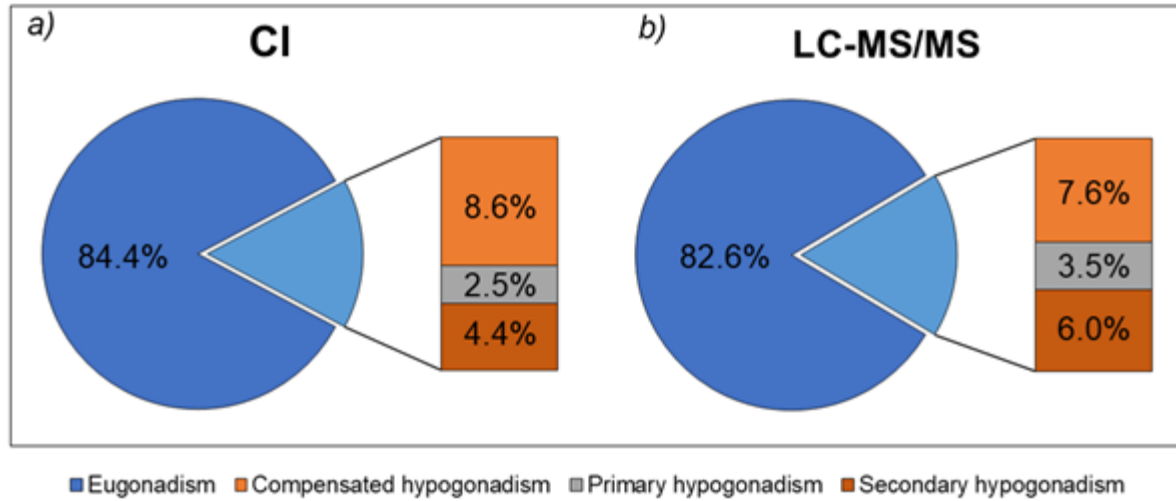 a)
CI
b)
LC-MS/MS
84.4%
8.6%
2.5%
4.4%
82.6%
7.6%
3.5%
6.0%
Eugonadism Compensated hypogonadism Primary hypogonadism Secondary hypogonadism